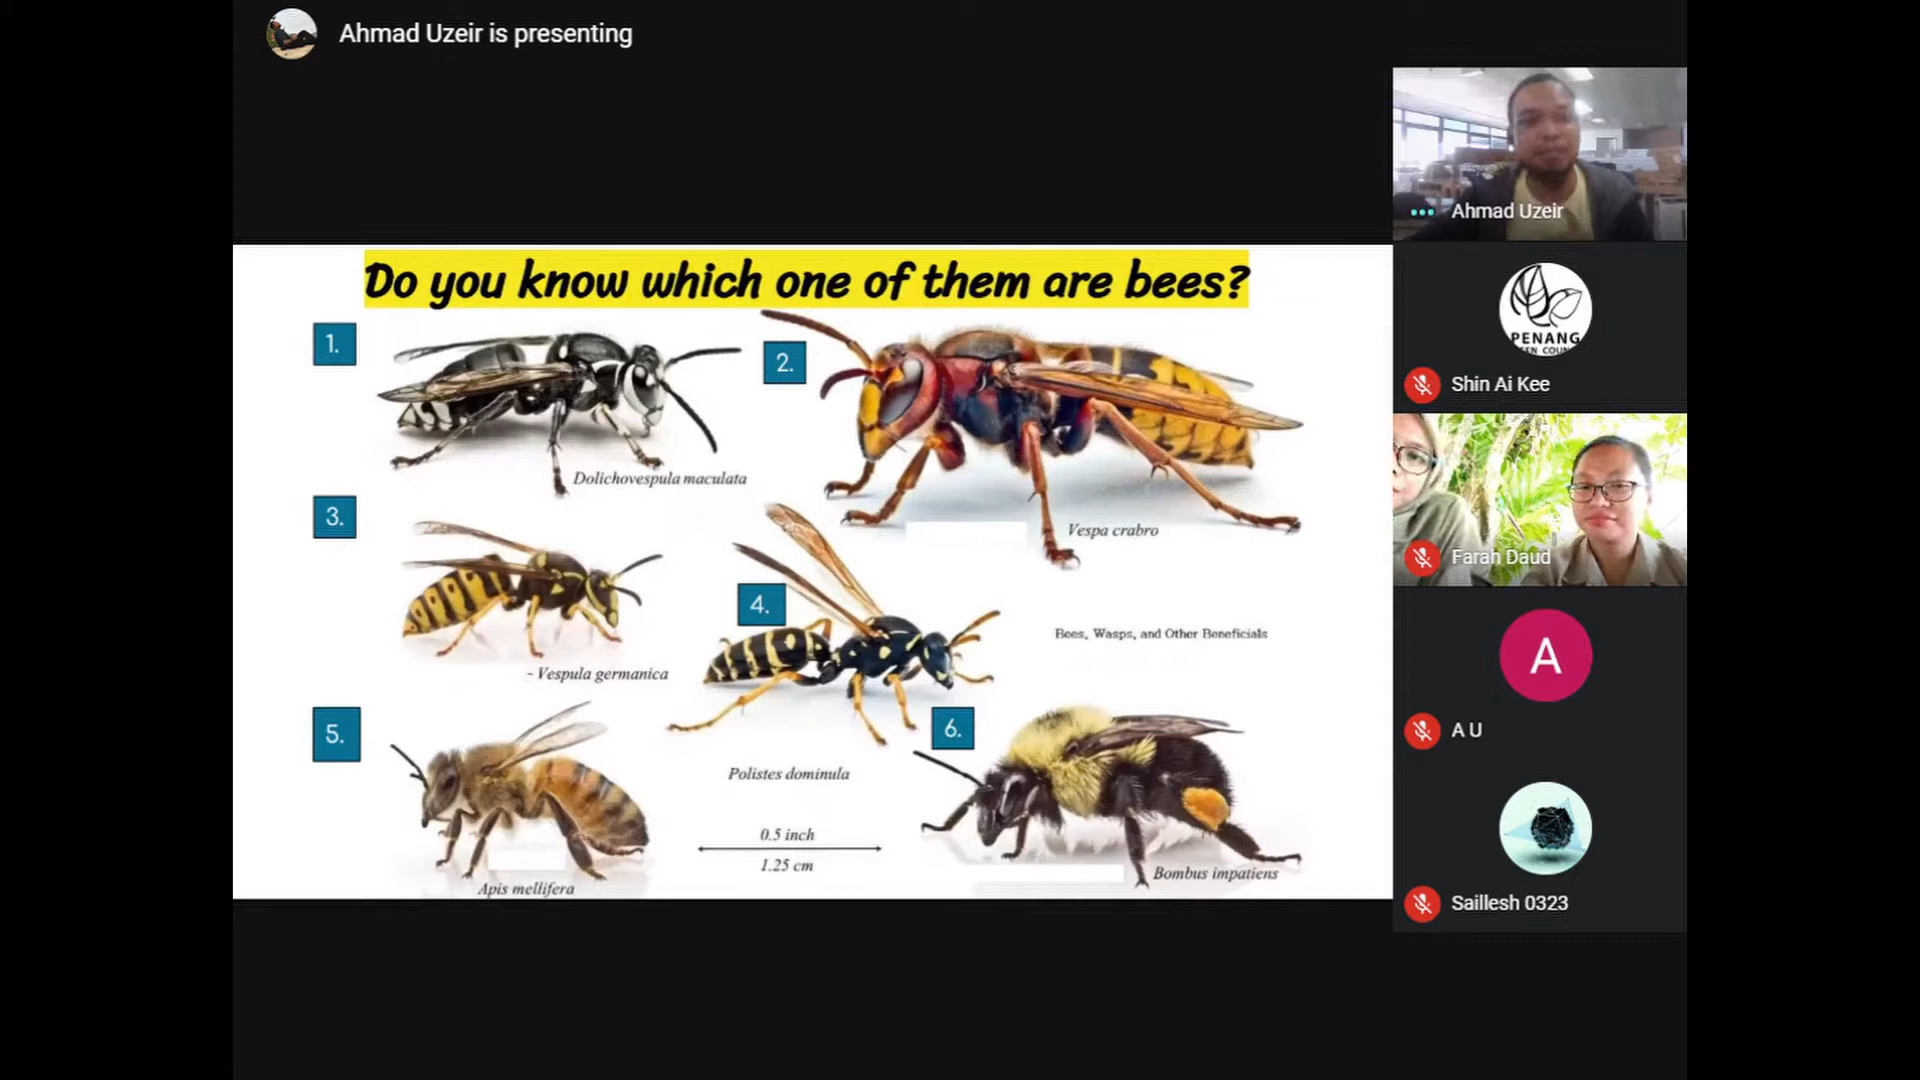 Ahmad Uzeir is presenting
Do you know which one of them are bees?
1.
Dolichovespula maculata
2.
Vespa crabro
3.
- Vespula germanica
4.
Polistes dominula
Bees, Wasps, and Other Beneficials
5.
Apis mellifera
0.5 inch
1.25 cm
6.
Bombus impatiens
Ahmad Uzeir
PENANG
Shin Ai Kee
Farah Daud
A
A U
Saillesh 0323